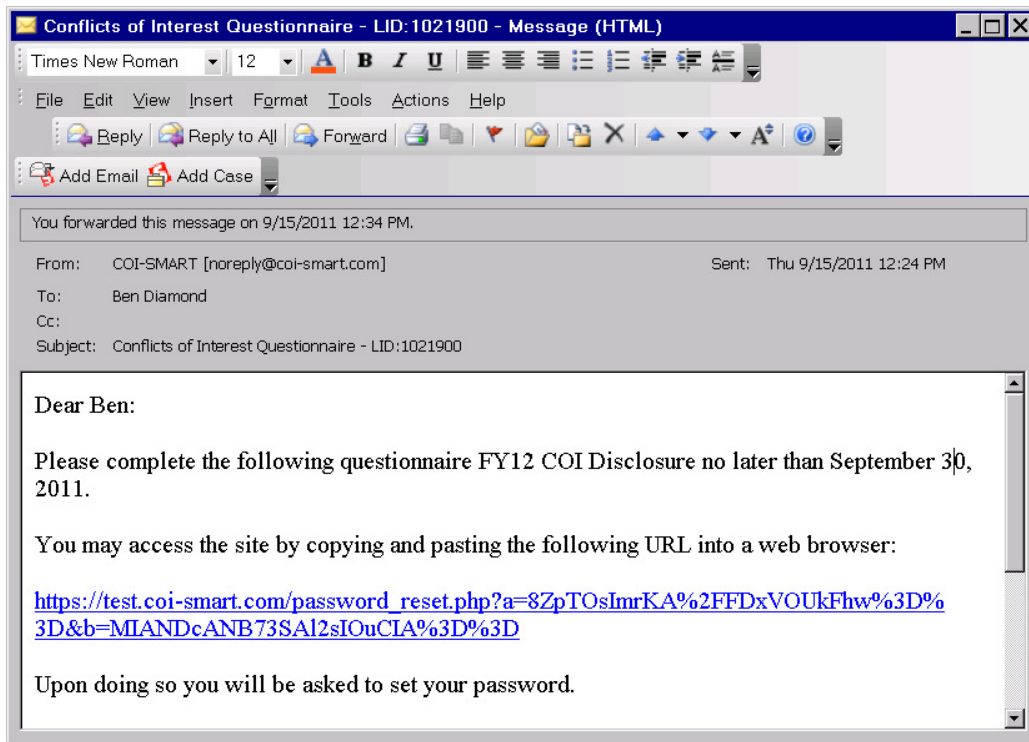 Conflicts of Interest Questionnaire - LID:1021900 - Message (HTML)
Times New Roman 12 A B I U
File Edit View Insert Format Tools Actions Help
Reply Reply to All Forward
Add Email Add Case
You forwarded this message on 9/15/2011 12:34 PM.
From: COI-SMART [noreply@coi-smart.com] Sent: Thu 9/15/2011 12:24 PM
To: Ben Diamond
Cc:
Subject: Conflicts of Interest Questionnaire - LID:1021900
Dear Ben:
Please complete the following questionnaire FY12 COI Disclosure no later than September 30,
2011.
You may access the site by copying and pasting the following URL into a web browser:
https://test.coi-smart.com/password_reset.php?a=8ZpTOsImrKA%2FFDxVOUkFhw%3D%
3D&b=MIANDcANB73SAl2sIOuCIA%3D%3D
Upon doing so you will be asked to set your password.